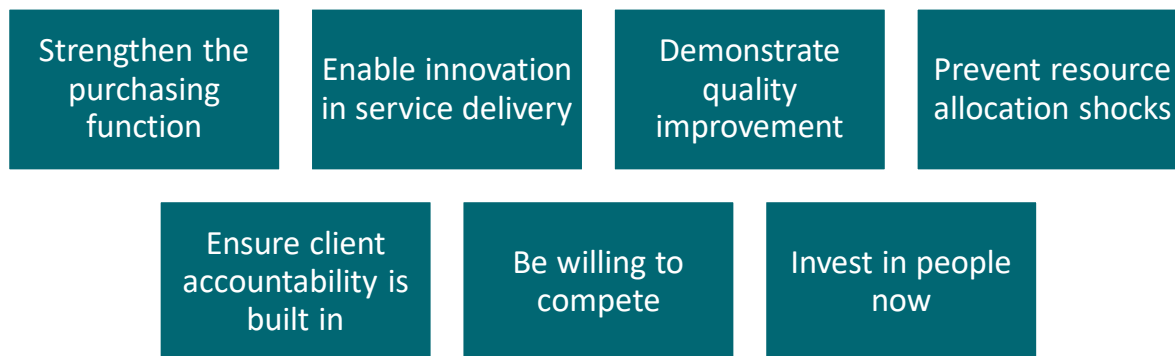 Strengthen the
purchasing
function
Enable innovation
in service delivery
Demonstrate
quality
improvement
Prevent resource
allocation shocks
Ensure client
accountability is
built in
Be willing to
compete
Invest in people
now